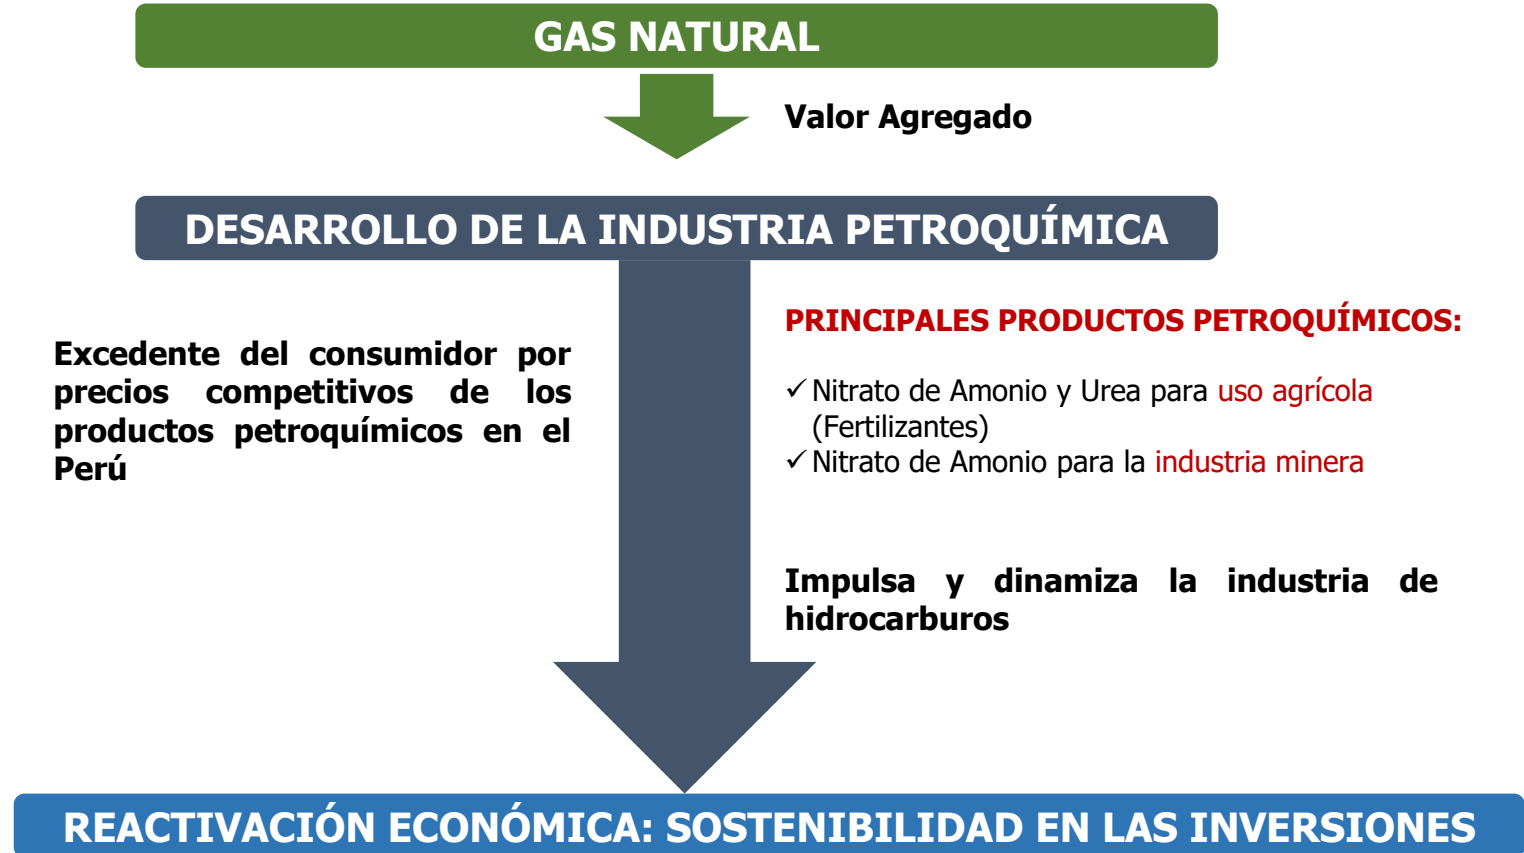 GAS NATURAL
Valor Agregado
DESARROLLO DE LA INDUSTRIA PETROQUÍMICA
Excedente del consumidor por
precios competitivos de los
productos petroquímicos en el
Perú
PRINCIPALES PRODUCTOS PETROQUÍMICOS:
✓ Nitrato de Amonio y Urea para uso agrícola
(Fertilizantes)
✓ Nitrato de Amonio para la industria minera
Impulsa y dinamiza la industria de
hidrocarburos
REACTIVACIÓN ECONÓMICA: SOSTENIBILIDAD EN LAS INVERSIONES